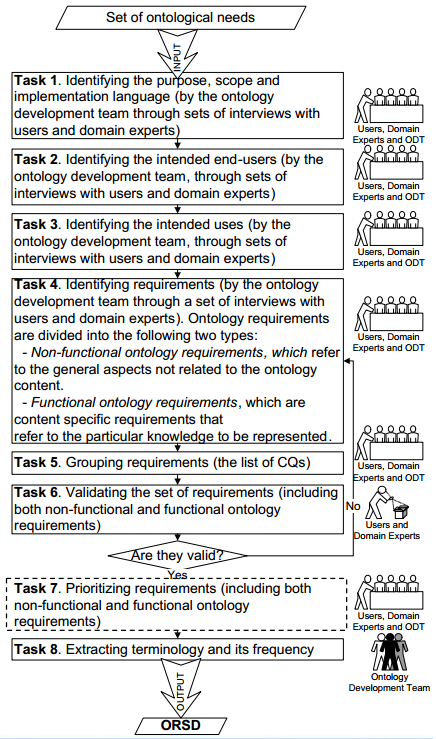 Set of ontological needs
INPUT
Task 1. Identifying the purpose, scope and
implementation language (by the ontology
development team through sets of interviews with
users and domain experts)
Users, Domain
Experts and ODT
Task 2. Identifying the intended end-users (by the
ontology development team, through sets of
interviews with users and domain experts)
Users, Domain
Experts and ODT
Task 3. Identifying the intended uses (by the
ontology development team, through sets of
interviews with users and domain experts)
Users, Domain
Experts and ODT
Task 4. Identifying requirements (by the ontology
development team through a set of interviews with
users and domain experts). Ontology requirements
are divided into the following two types:
- Non-functional ontology requirements, which refer
to the general aspects not related to the ontology
content.
- Functional ontology requirements, which are
content specific requirements that
refer to the particular knowledge to be represented.
Users, Domain
Experts and ODT
Task 5. Grouping requirements (the list of CQs)
Users, Domain
Experts and ODT
Task 6. Validating the set of requirements (including
both non-functional and functional ontology
requirements)
No
Users and
Domain Experts
Are they valid?
Yes
Task 7. Prioritizing requirements (including both
non-functional and functional ontology
requirements)
Users, Domain
Experts and ODT
Task 8. Extracting terminology and its frequency
Ontology
Development Team
OUTPUT
ORSD